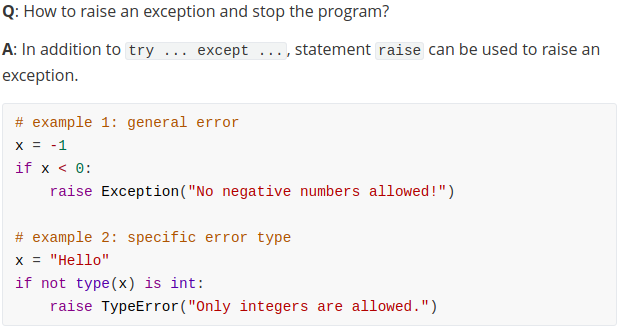 Q: How to raise an exception and stop the program?
A: In addition to try ... except ..., statement raise can be used to raise an
exception.
# example 1: general error
x = -1
if x < 0:
    raise Exception("No negative numbers allowed!")
# example 2: specific error type
x = "Hello"
if not type(x) is int:
    raise TypeError("Only integers are allowed.")